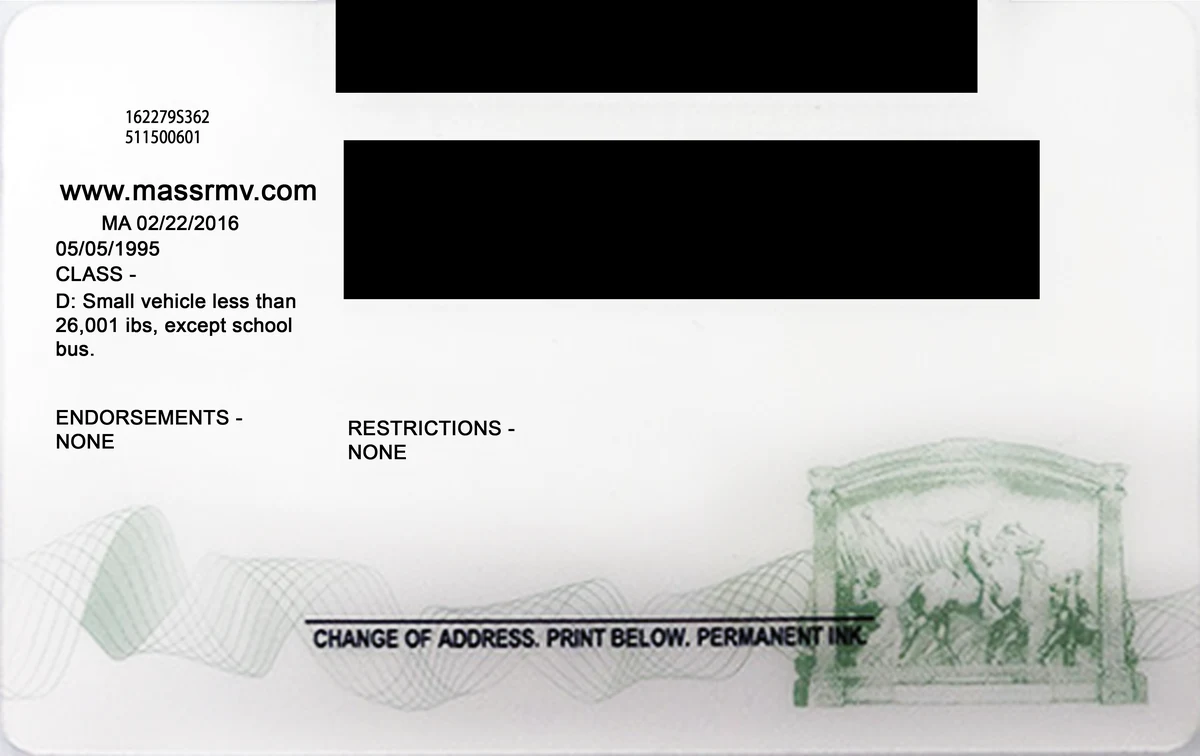 162279S362
511500601
www.massrmv.com
MA 02/22/2016
05/05/1995
CLASS -
D: Small vehicle less than
26,001 ibs, except school
bus.
ENDORSEMENTS -
NONE
RESTRICTIONS -
NONE
CHANGE OF ADDRESS. PRINT BELOW. PERMANENT INK.